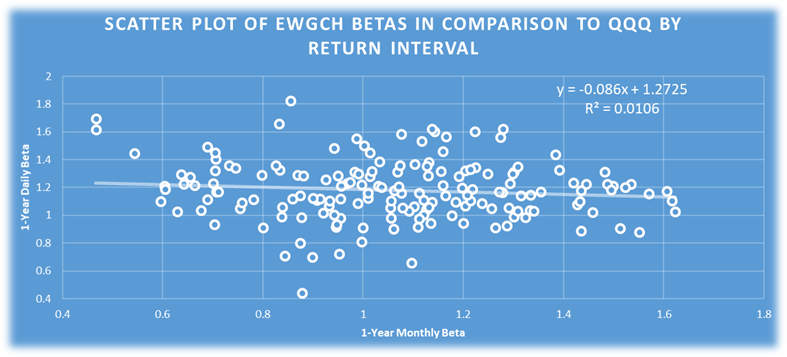 SCATTER PLOT OF EWGCH BETAS IN COMPARISON TO QQQ BY
RETURN INTERVAL
y = -0.086x + 1.2725
R² = 0.0106
2
1.8
1.6
1.4
1.2
1
0.8
0.6
0.4
1-Year Daily Beta
0.4 0.6 0.8 1 1.2 1.4 1.6 1.8
1-Year Monthly Beta